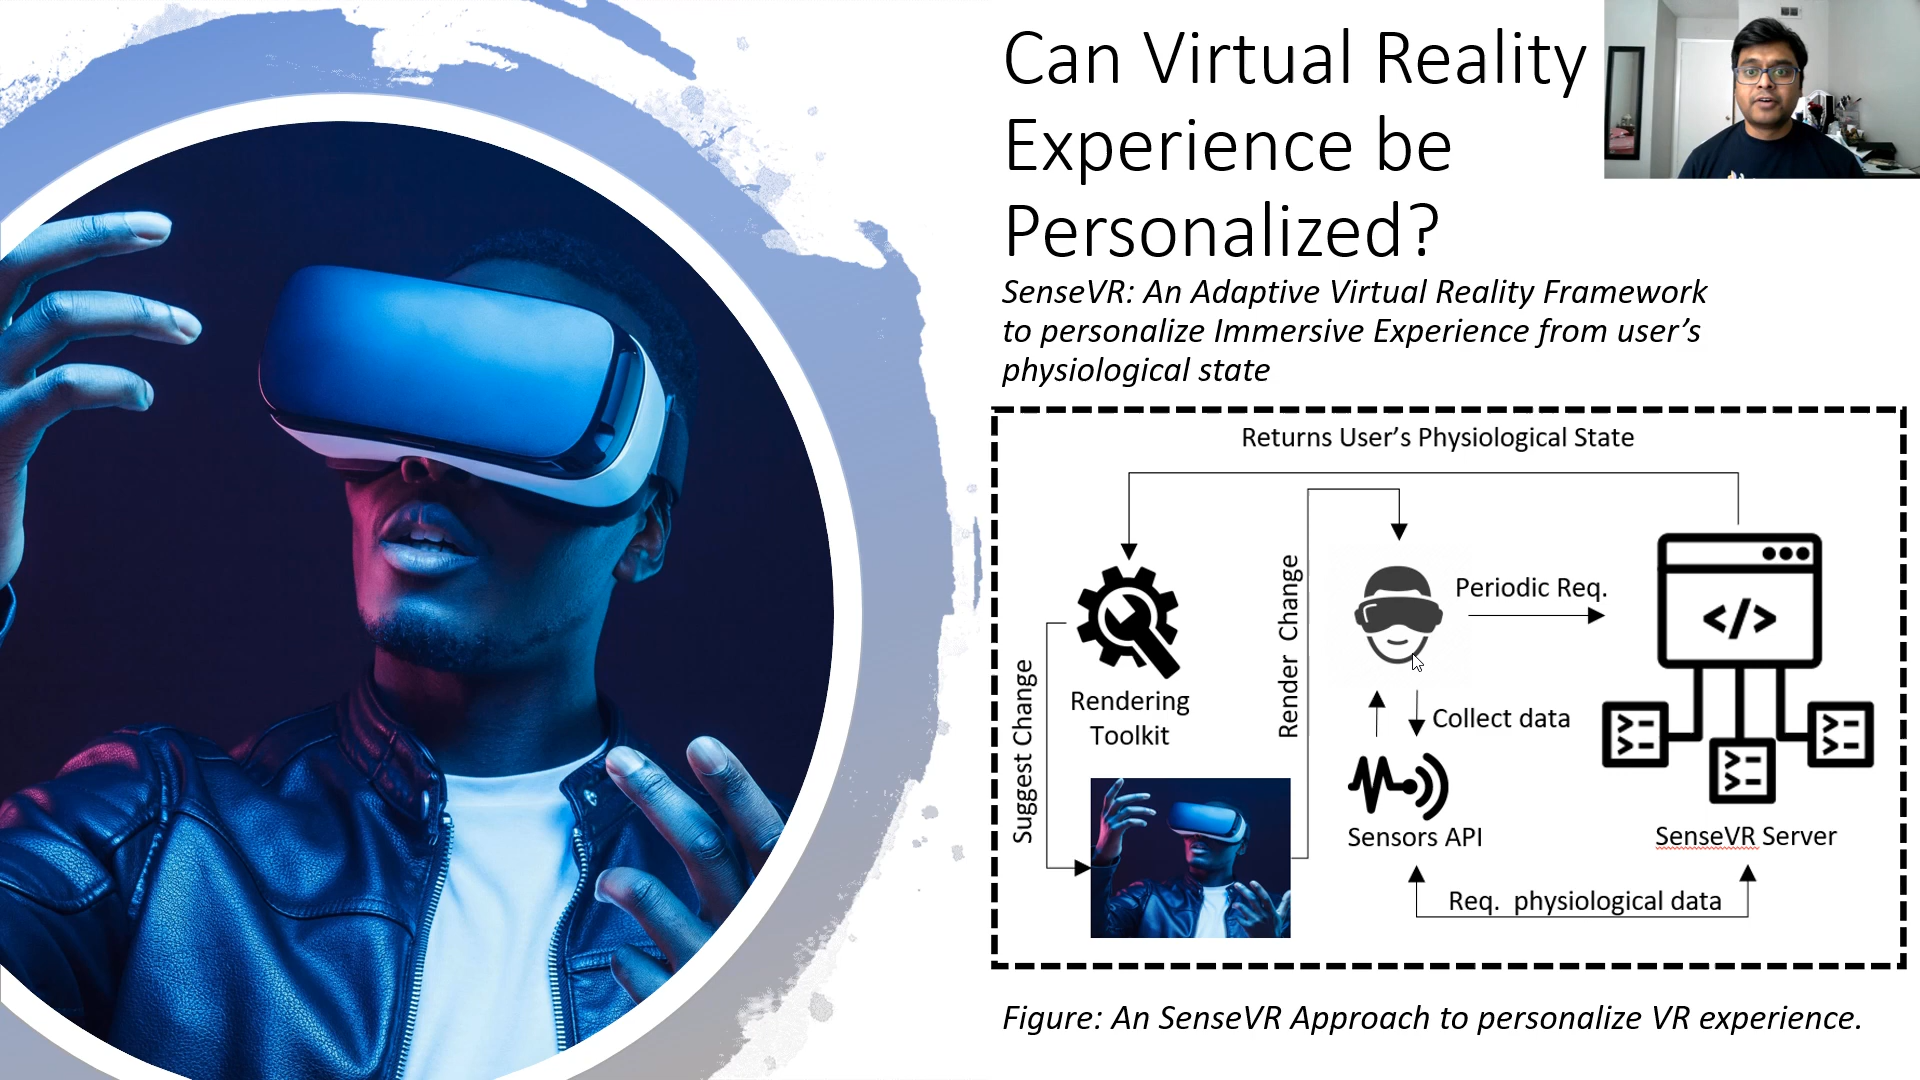 Can Virtual Reality
Experience be
Personalized?
SenseVR: An Adaptive Virtual Reality Framework
to personalize Immersive Experience from user’s
physiological state
Returns User’s Physiological State
Periodic Req.
Render Change
Suggest Change
Rendering
Toolkit
Collect data
</>
Sensors API
SenseVR Server
Req. physiological data
Figure: An SenseVR Approach to personalize VR experience.